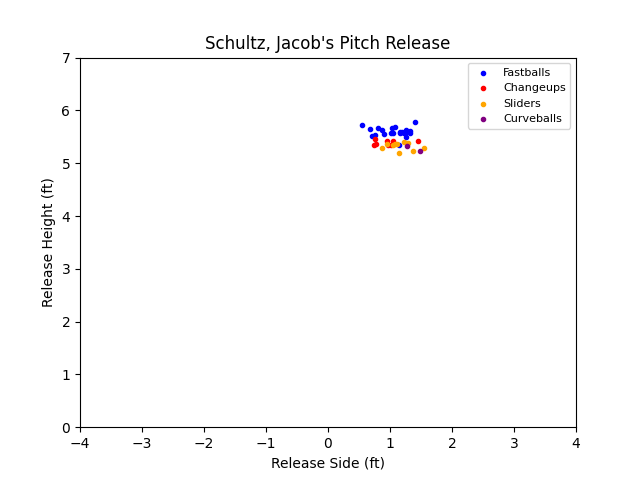 Schultz, Jacob's Pitch Release
Fastballs
Changeups
Sliders
Curveballs
Release Height (ft)
7
6
5
4
3
2
1
0
−4 −3 −2 −1 0 1 2 3 4
Release Side (ft)